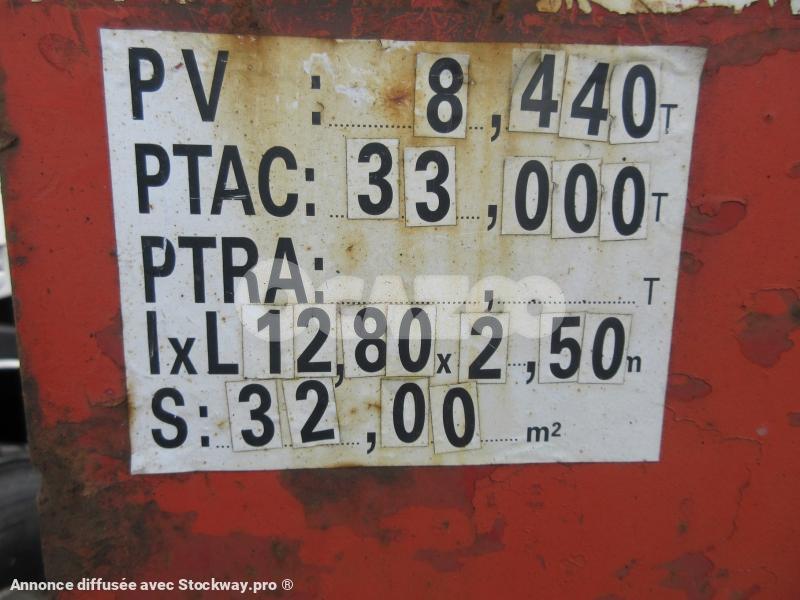 PV : 8,440 T
PTAC: 33,000 T
PTRA: , T
lxL 12,80 x 2,50 m
S: 32,00 m²
OCAZOO
Annonce diffusée avec Stockway.pro ®